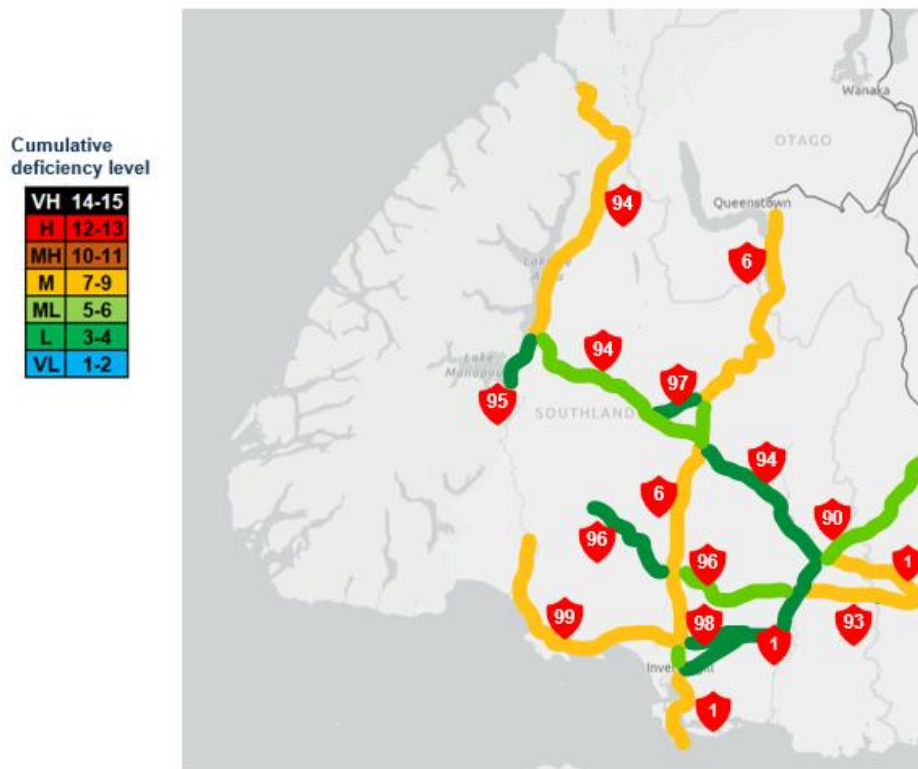 Cumulative
deficiency level
VH 14-15
H 12-13
MH 10-11
M 7-9
ML 5-6
L 3-4
VL 1-2
Wanaka
OTAGO
94
Queenstown
6
94
97
Lake
95
SOUTHLAND
94
6
90
96
96
1
99
98
93
1
1